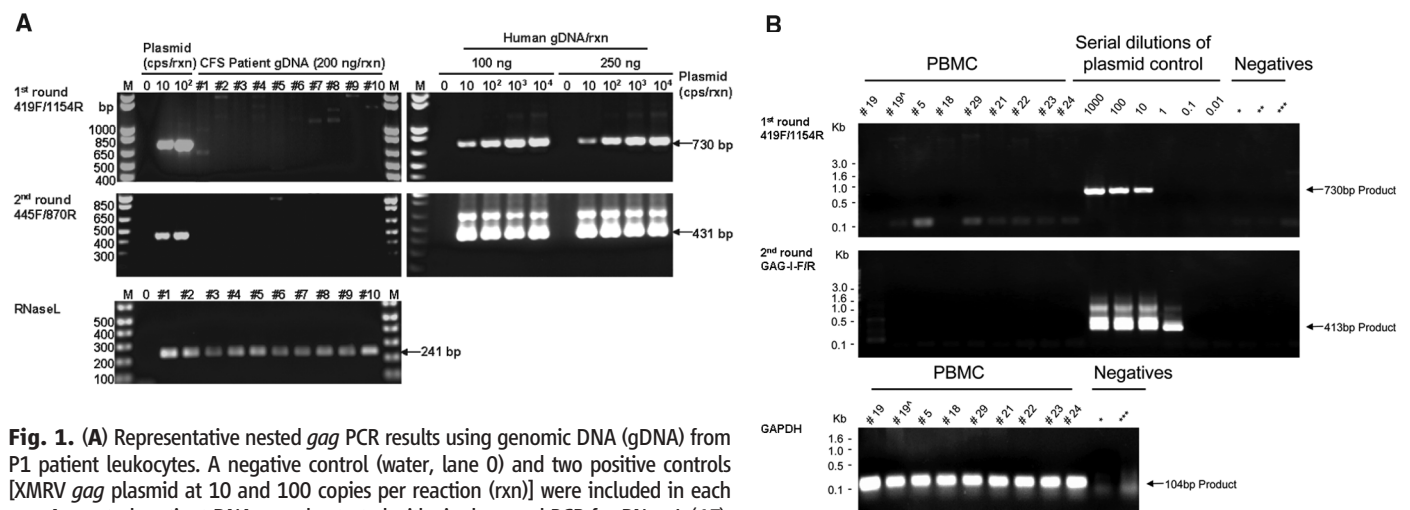 A
Plasmid
(cps/rxn) CFS Patient gDNA (200 ng/rxn)
M 0 10 10² #1 #2 #3 #4 #5 #6 #7 #8 #9 #10 M
1st round
419F/1154R
bp
1000
850
650
500
400
Human gDNA/rxn
100 ng 250 ng
M 0 10 10² 10³ 10⁴ 0 10 10² 10³ 10⁴
Plasmid
(cps/rxn)
730 bp
2nd round
445F/870R
850
650
500
400
300
431 bp
M 0 #1 #2 #3 #4 #5 #6 #7 #8 #9 #10 M
RNaseL
500
400
300
200
100
241 bp
Fig. 1. (A) Representative nested gag PCR results using genomic DNA (gDNA) from
P1 patient leukocytes. A negative control (water, lane 0) and two positive controls
[XMRV gag plasmid at 10 and 100 copies per reaction (rxn)] were included in each
B
PBMC
Serial dilutions of
plasmid control
Negatives
# 19 # 19^ # 5 # 18 # 29 # 21 # 22 # 23 # 24 1000 100 10 1 0.1 0.01 * ** ***
1st round
419F/1154R
Kb
3.0 -
1.6 -
1.0 -
0.5 -
0.1 -
730bp Product
2nd round
GAG-I-F/R
Kb
3.0 -
1.6 -
1.0 -
0.5 -
0.1 -
413bp Product
PBMC Negatives
# 19 # 19^ # 5 # 18 # 29 # 21 # 22 # 23 # 24 * ***
GAPDH
Kb
1.6 -
1.0 -
0.5 -
0.1 -
104bp Product